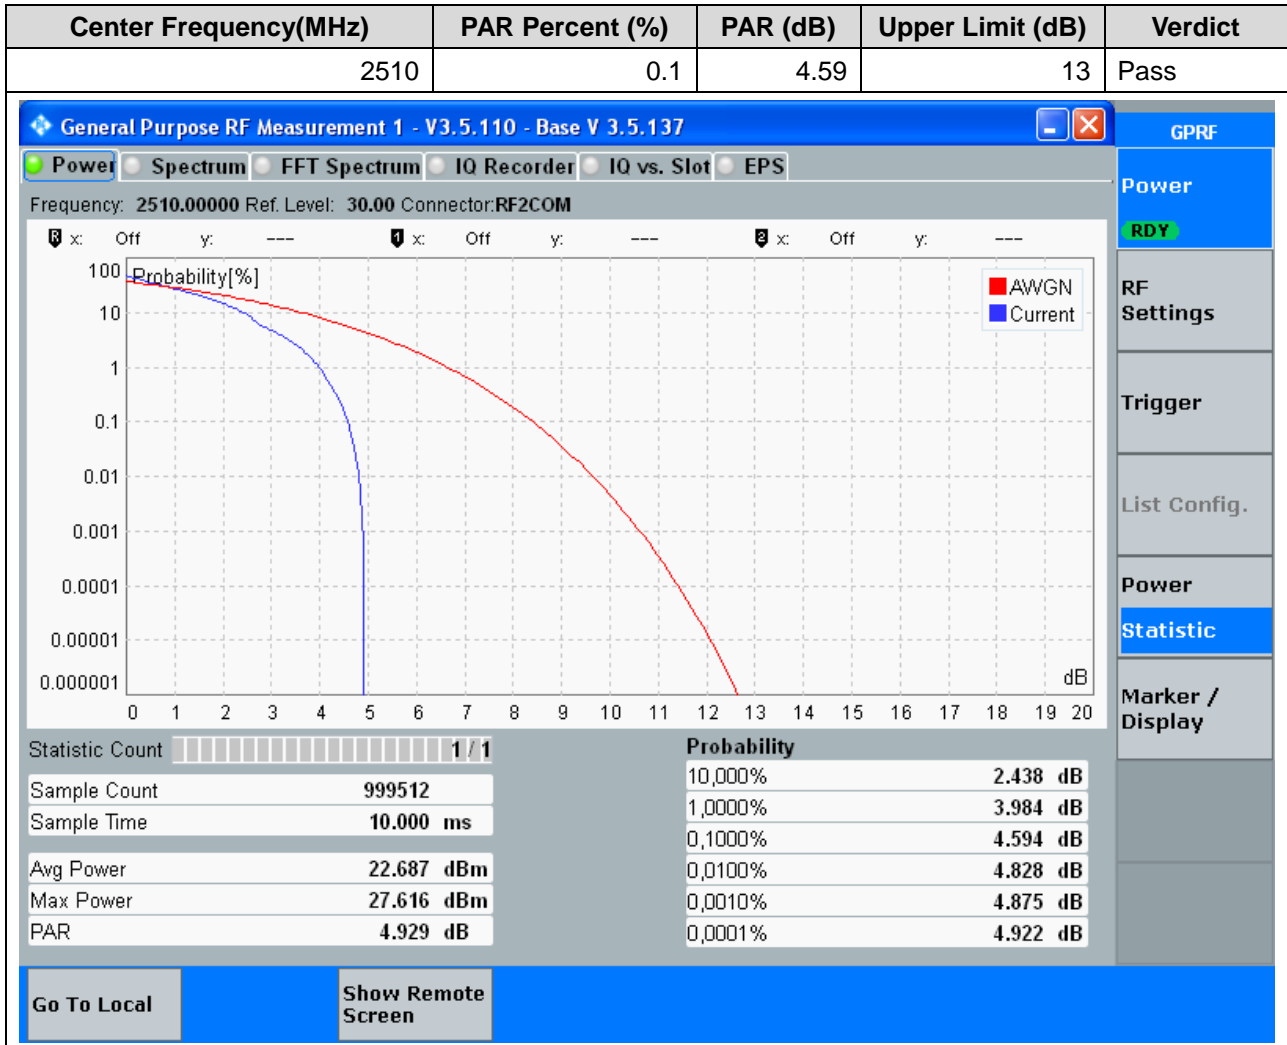 Center Frequency(MHz) PAR Percent (%) PAR (dB) Upper Limit (dB) Verdict
2510 0.1 4.59 13 Pass
General Purpose RF Measurement 1 - V3.5.110 - Base V 3.5.137
GPRF
Power Spectrum FFT Spectrum IQ Recorder IQ vs. Slot EPS
Power
RDY
Frequency: 2510.00000 Ref. Level: 30.00 Connector:RF2COM
R x: Off y: --- 1 x: Off y: --- 2 x: Off y: ---
100 Probability[%]
AWGN
Current
RF
Settings
10
1
Trigger
0.1
0.01
List Config.
0.001
0.0001
Power
0.00001
Statistic
0.000001
dB
0 1 2 3 4 5 6 7 8 9 10 11 12 13 14 15 16 17 18 19 20
Marker /
Display
Statistic Count 1 / 1
Sample Count 999512
Sample Time 10.000 ms
Avg Power 22.687 dBm
Max Power 27.616 dBm
PAR 4.929 dB
Probability
10,000% 2.438 dB
1,0000% 3.984 dB
0,1000% 4.594 dB
0,0100% 4.828 dB
0,0010% 4.875 dB
0,0001% 4.922 dB
Go To Local
Show Remote
Screen